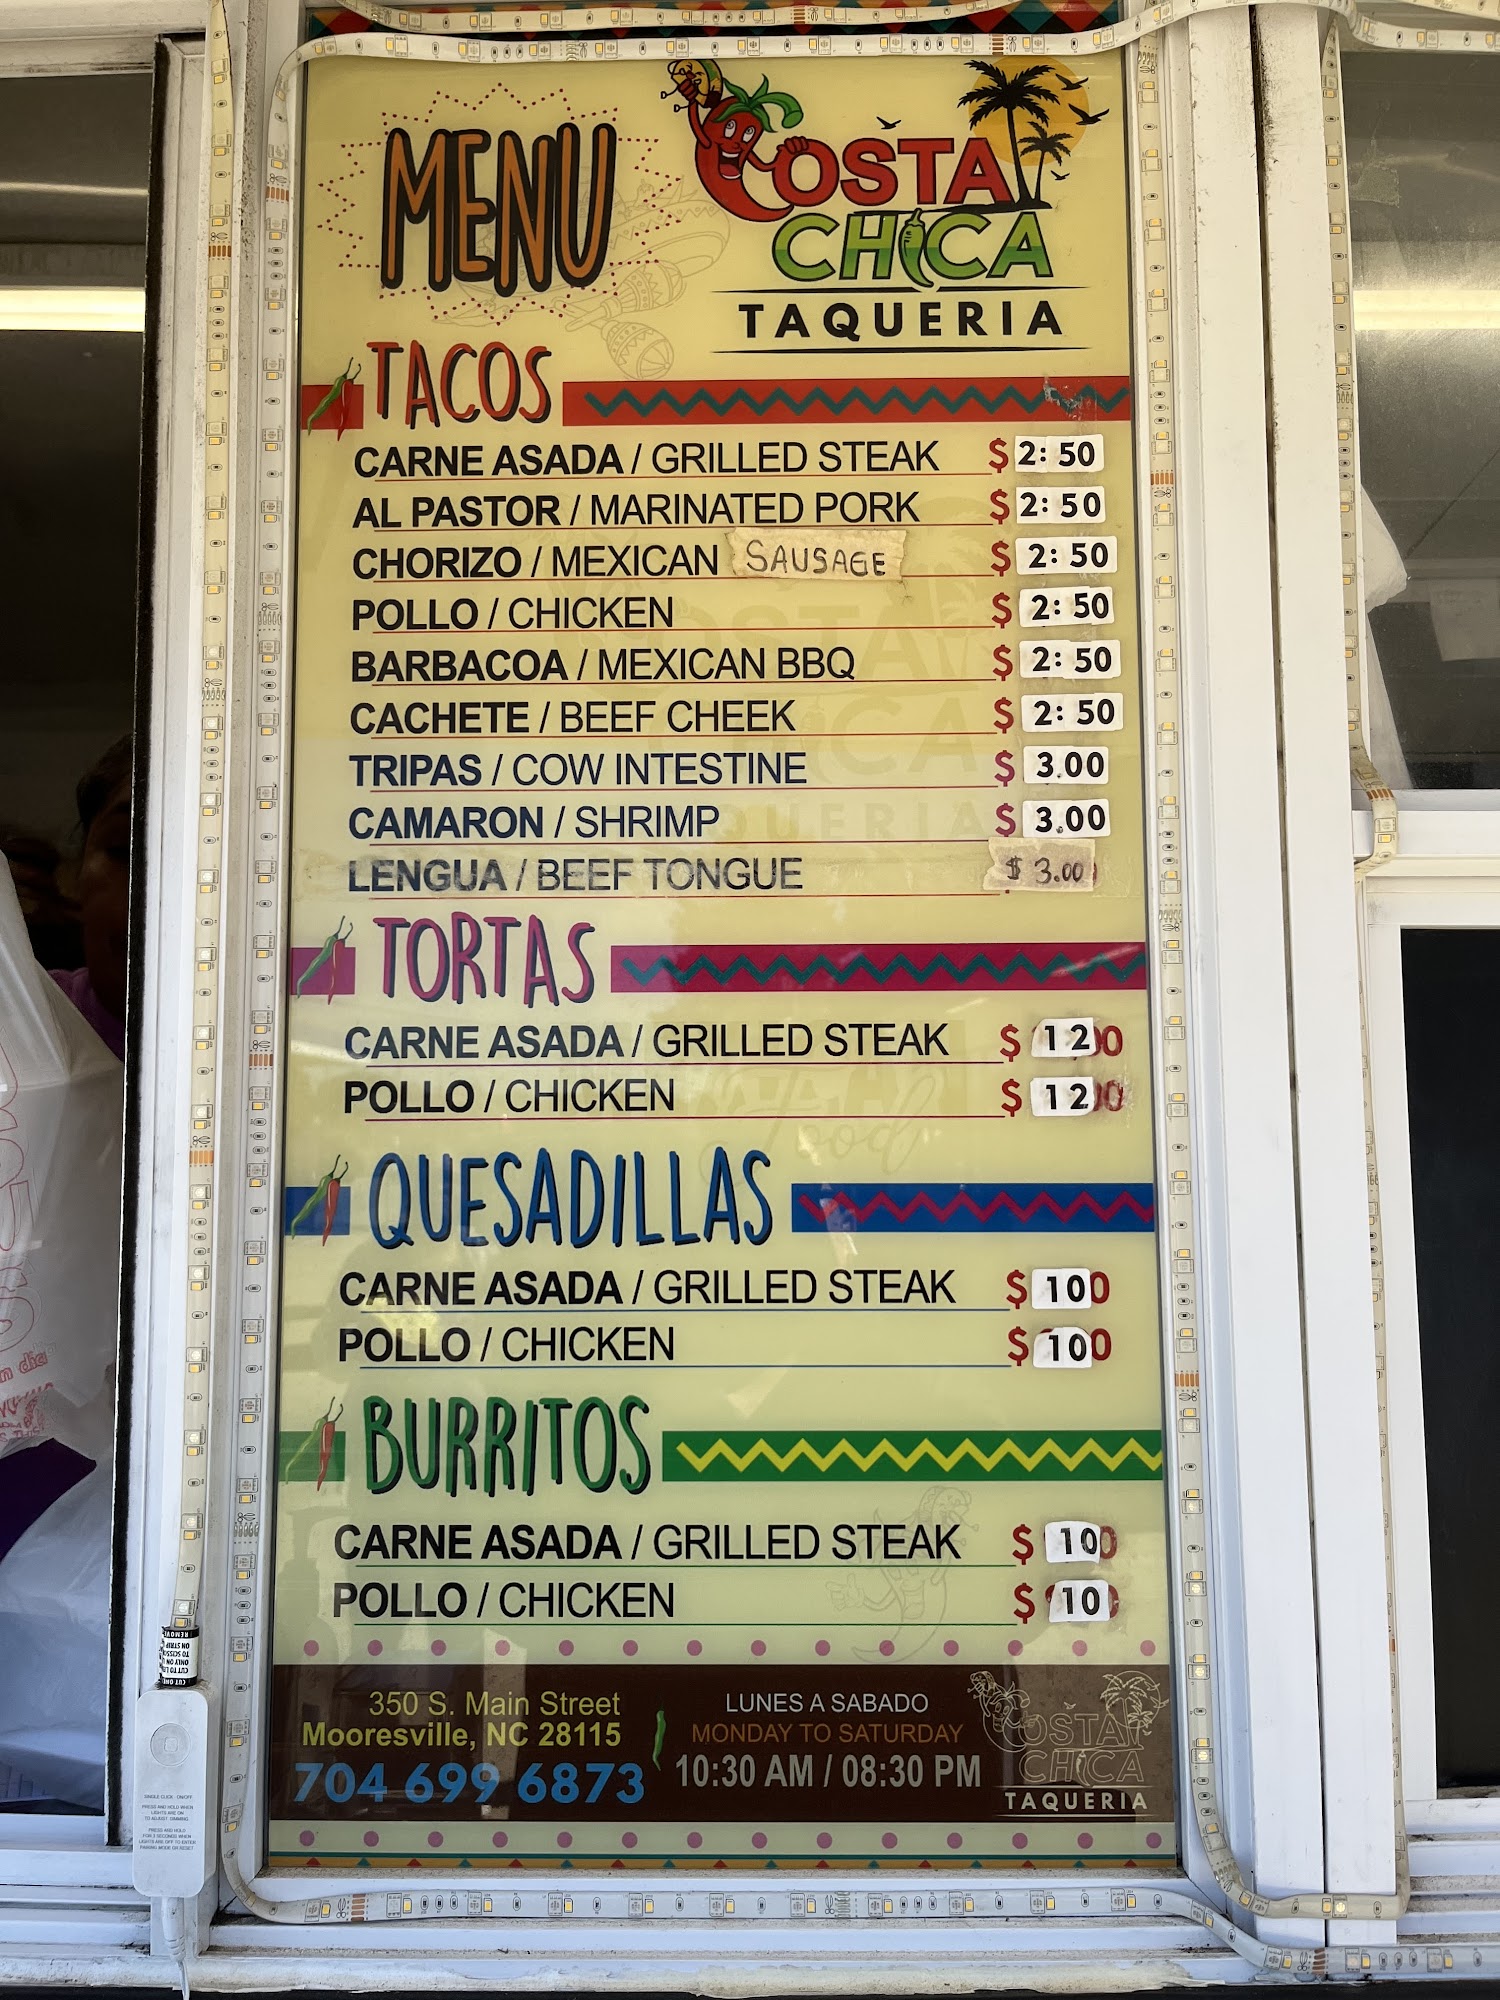 MENU
COSTA
CHICA
TAQUERIA
TACOS
CARNE ASADA / GRILLED STEAK $ 2:50
AL PASTOR / MARINATED PORK $ 2:50
CHORIZO / MEXICAN SAUSAGE $ 2:50
POLLO / CHICKEN $ 2:50
BARBACOA / MEXICAN BBQ $ 2:50
CACHETE / BEEF CHEEK $ 2:50
TRIPAS / COW INTESTINE $ 3.00
CAMARON / SHRIMP $ 3.00
LENGUA / BEEF TONGUE $ 3.00
TORTAS
CARNE ASADA / GRILLED STEAK $ 12
POLLO / CHICKEN $ 12
QUESADILLAS
CARNE ASADA / GRILLED STEAK $ 10
POLLO / CHICKEN $ 10
BURRITOS
CARNE ASADA / GRILLED STEAK $ 10
POLLO / CHICKEN $ 10
350 S. Main Street
Mooresville, NC 28115
704 699 6873
LUNES A SABADO
MONDAY TO SATURDAY
10:30 AM / 08:30 PM
COSTA
CHICA
TAQUERIA